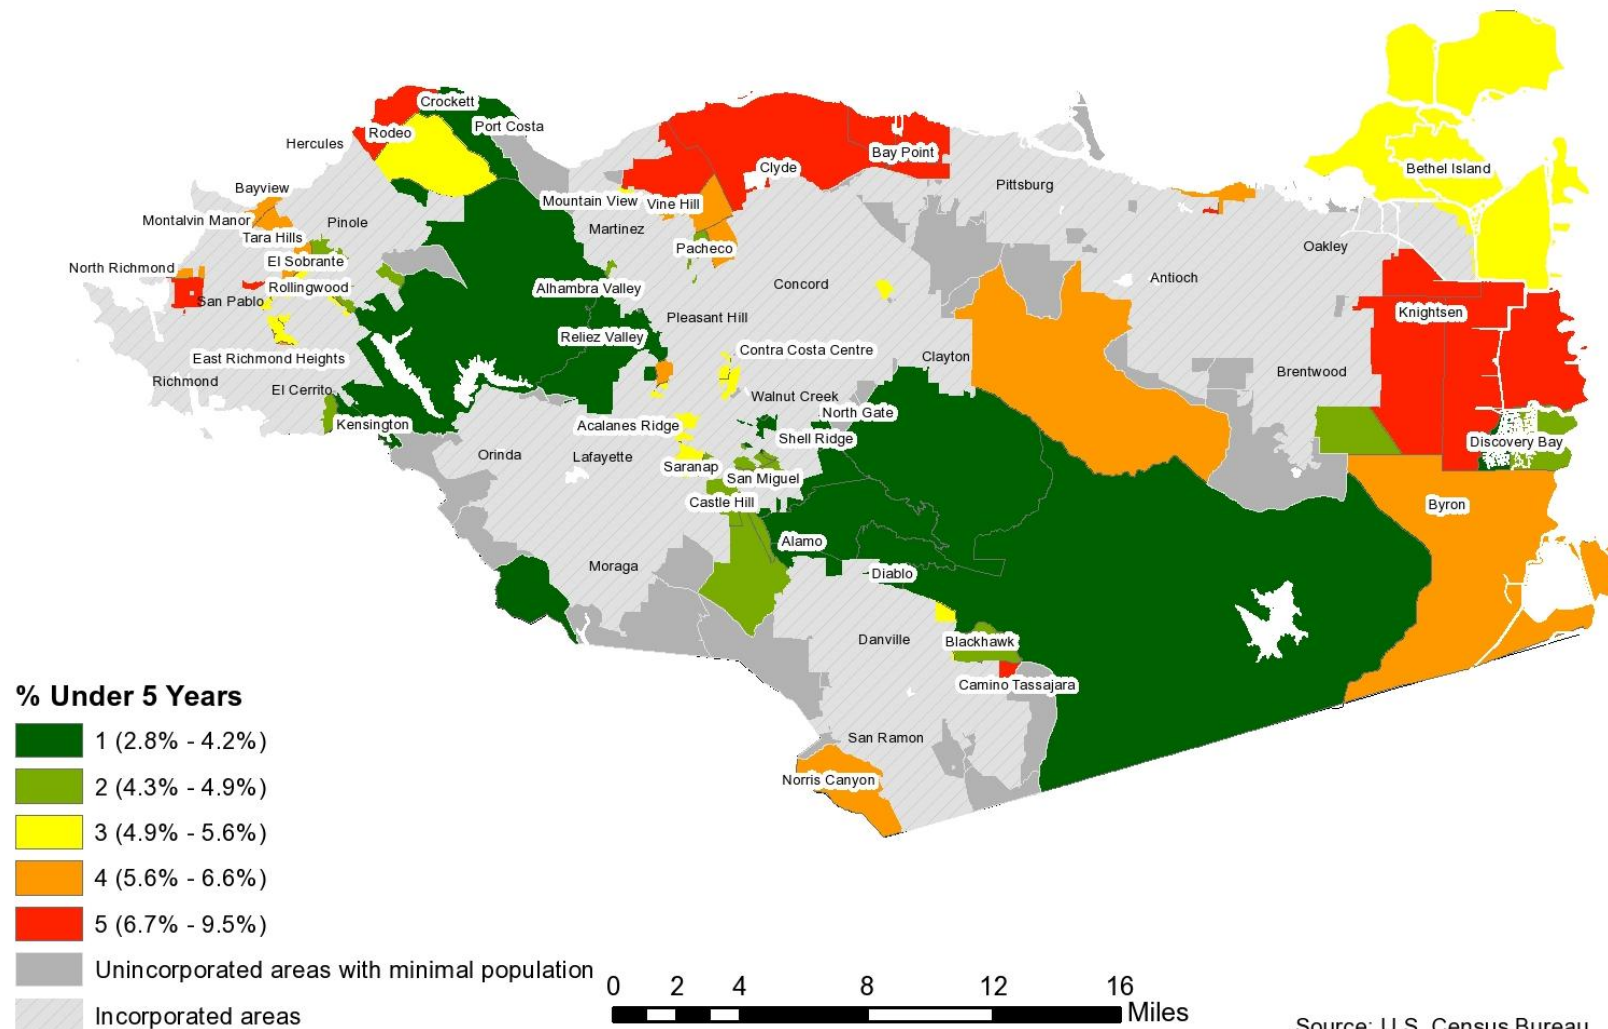 Crockett
Port Costa
Rodeo
Hercules
Bay Point
Clyde
Bethel Island
Bayview
Pittsburg
Mountain View
Vine Hill
Montalvin Manor
Pinole
Martinez
Tara Hills
Pacheco
Oakley
El Sobrante
North Richmond
Antioch
Rollingwood
Alhambra Valley
Concord
San Pablo
Knightsen
Pleasant Hill
Reliez Valley
Contra Costa Centre
East Richmond Heights
Clayton
Brentwood
Richmond
El Cerrito
Walnut Creek
North Gate
Kensington
Acalanes Ridge
Shell Ridge
Discovery Bay
Orinda
Lafayette
Saranap
San Miguel
Castle Hill
Byron
Alamo
Moraga
Diablo
Danville
Blackhawk
Camino Tassajara
San Ramon
Norris Canyon
% Under 5 Years
1 (2.8% - 4.2%)
2 (4.3% - 4.9%)
3 (4.9% - 5.6%)
4 (5.6% - 6.6%)
5 (6.7% - 9.5%)
Unincorporated areas with minimal population
Incorporated areas
0 2 4 8 12 16
Miles
Source: U.S. Census Bureau